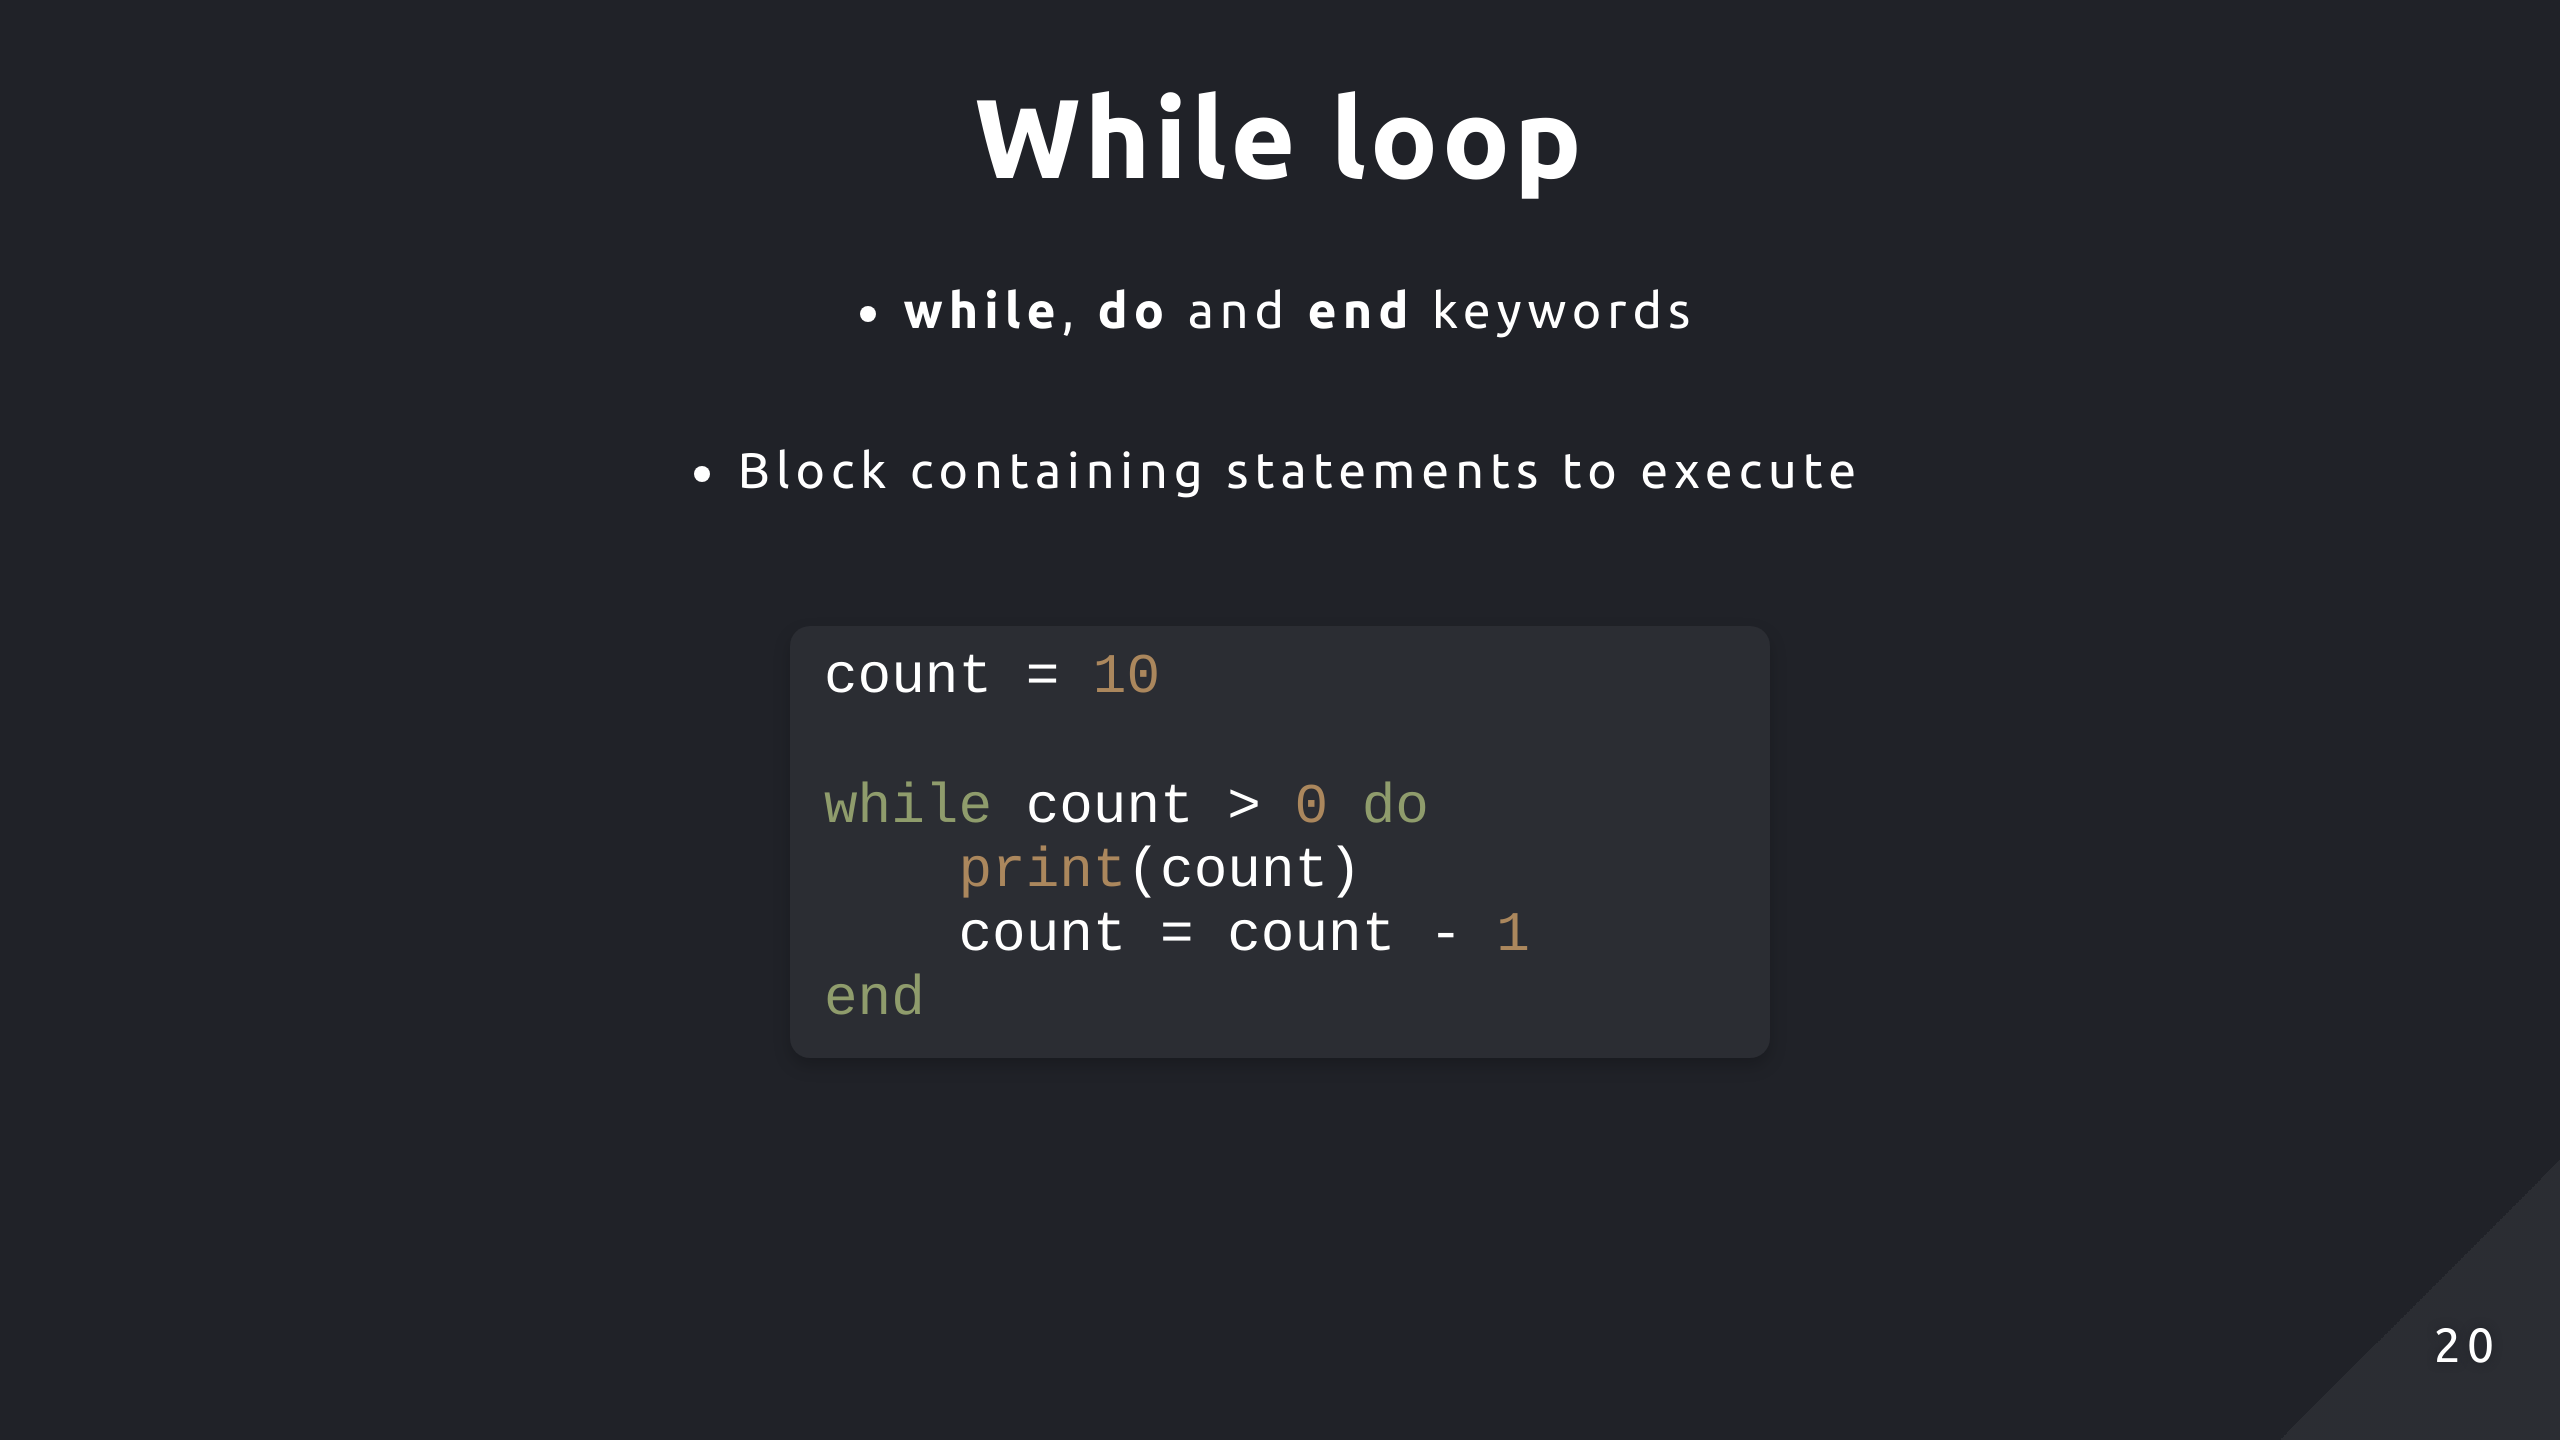 While loop
• while, do and end keywords
• Block containing statements to execute
count = 10
while count > 0 do
    print(count)
    count = count - 1
end
20